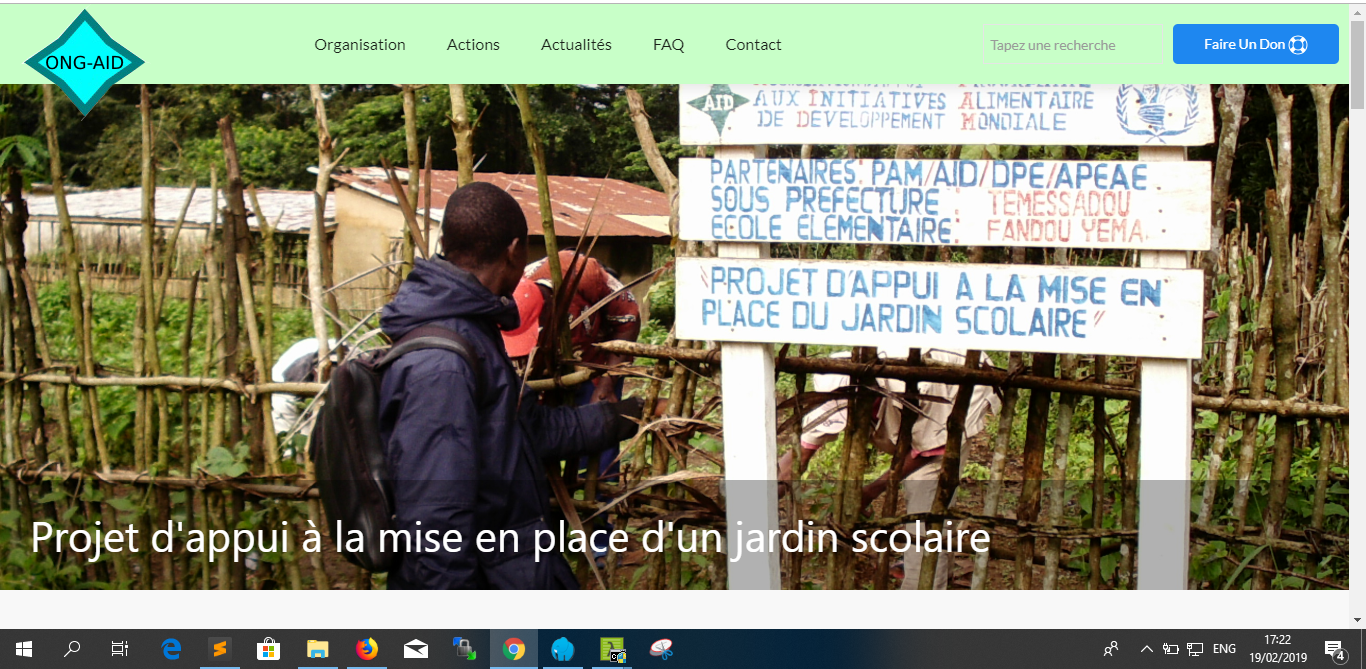 ONG-AID
Organisation Actions Actualités FAQ Contact
Tapez une recherche
Faire Un Don
AID
AUX INITIATIVES ALIMENTAIRE
DE DEVELOPPEMENT MONDIALE
PARTENAIRES: PAM/AID/DPE/APEAE
SOUS PREFECTURE : TEMESSADOU
ECOLE ELEMENTAIRE: FANDOU YEMA
"PROJET D'APPUI A LA MISE EN
PLACE DU JARDIN SCOLAIRE"
Projet d'appui à la mise en place d'un jardin scolaire
ENG
17:22
19/02/2019
4